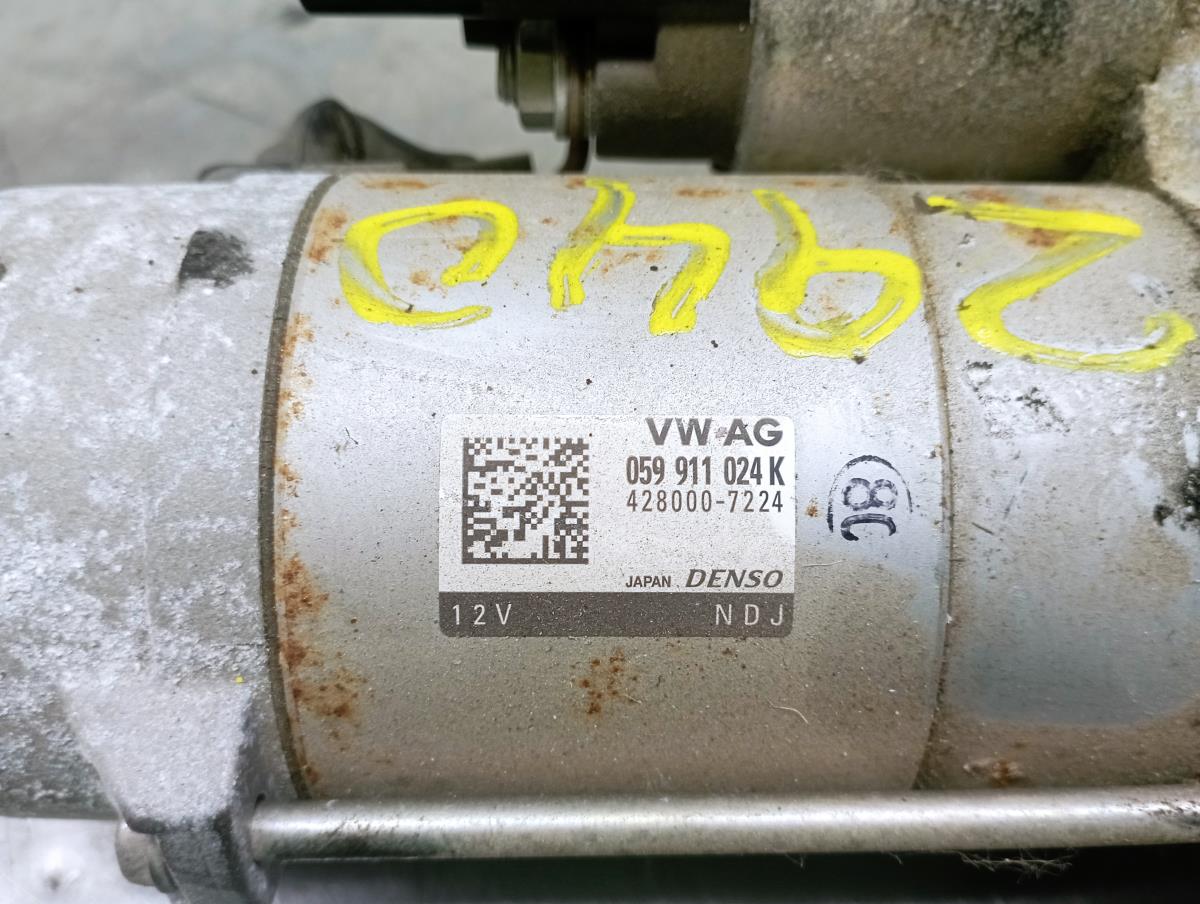 2940
VW AG
059 911 024 K
428000-7224
JAPAN DENSO
12V NDJ